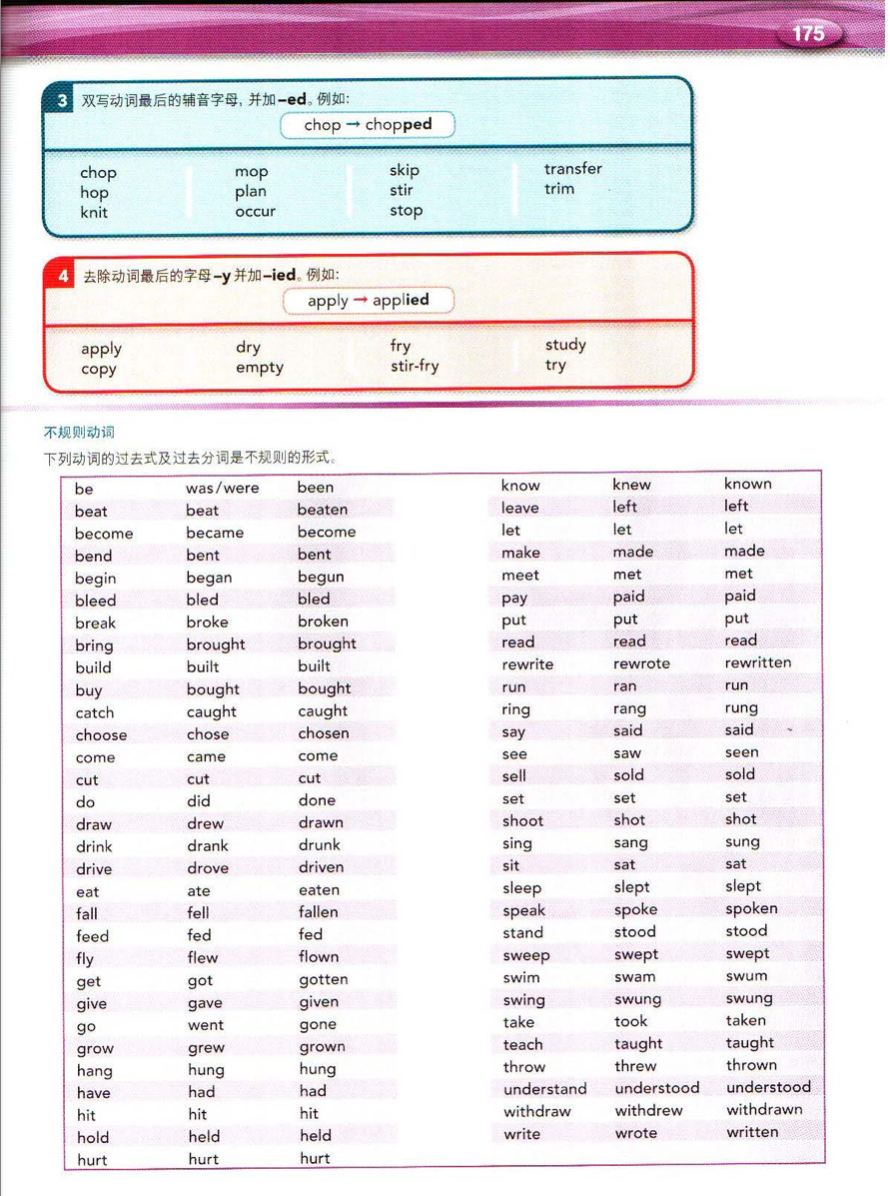 175
3 双写动词最后的辅音字母, 并加–ed。例如:
chop → chopped
chop mop skip transfer
hop plan stir trim
knit occur stop
4 去除动词最后的字母–y 并加–ied。例如:
apply → applied
apply dry fry study
copy empty stir-fry try
不规则动词
下列动词的过去式及过去分词是不规则的形式。
be was/were been
beat beat beaten
become became become
bend bent bent
begin began begun
bleed bled bled
break broke broken
bring brought brought
build built built
buy bought bought
catch caught caught
choose chose chosen
come came come
cut cut cut
do did done
draw drew drawn
drink drank drunk
drive drove driven
eat ate eaten
fall fell fallen
feed fed fed
fly flew flown
get got gotten
give gave given
go went gone
grow grew grown
hang hung hung
have had had
hit hit hit
hold held held
hurt hurt hurt
know knew known
leave left left
let let let
make made made
meet met met
pay paid paid
put put put
read read read
rewrite rewrote rewritten
run ran run
ring rang rung
say said said
see saw seen
sell sold sold
set set set
shoot shot shot
sing sang sung
sit sat sat
sleep slept slept
speak spoke spoken
stand stood stood
sweep swept swept
swim swam swum
swing swung swung
take took taken
teach taught taught
throw threw thrown
understand understood understood
withdraw withdrew withdrawn
write wrote written